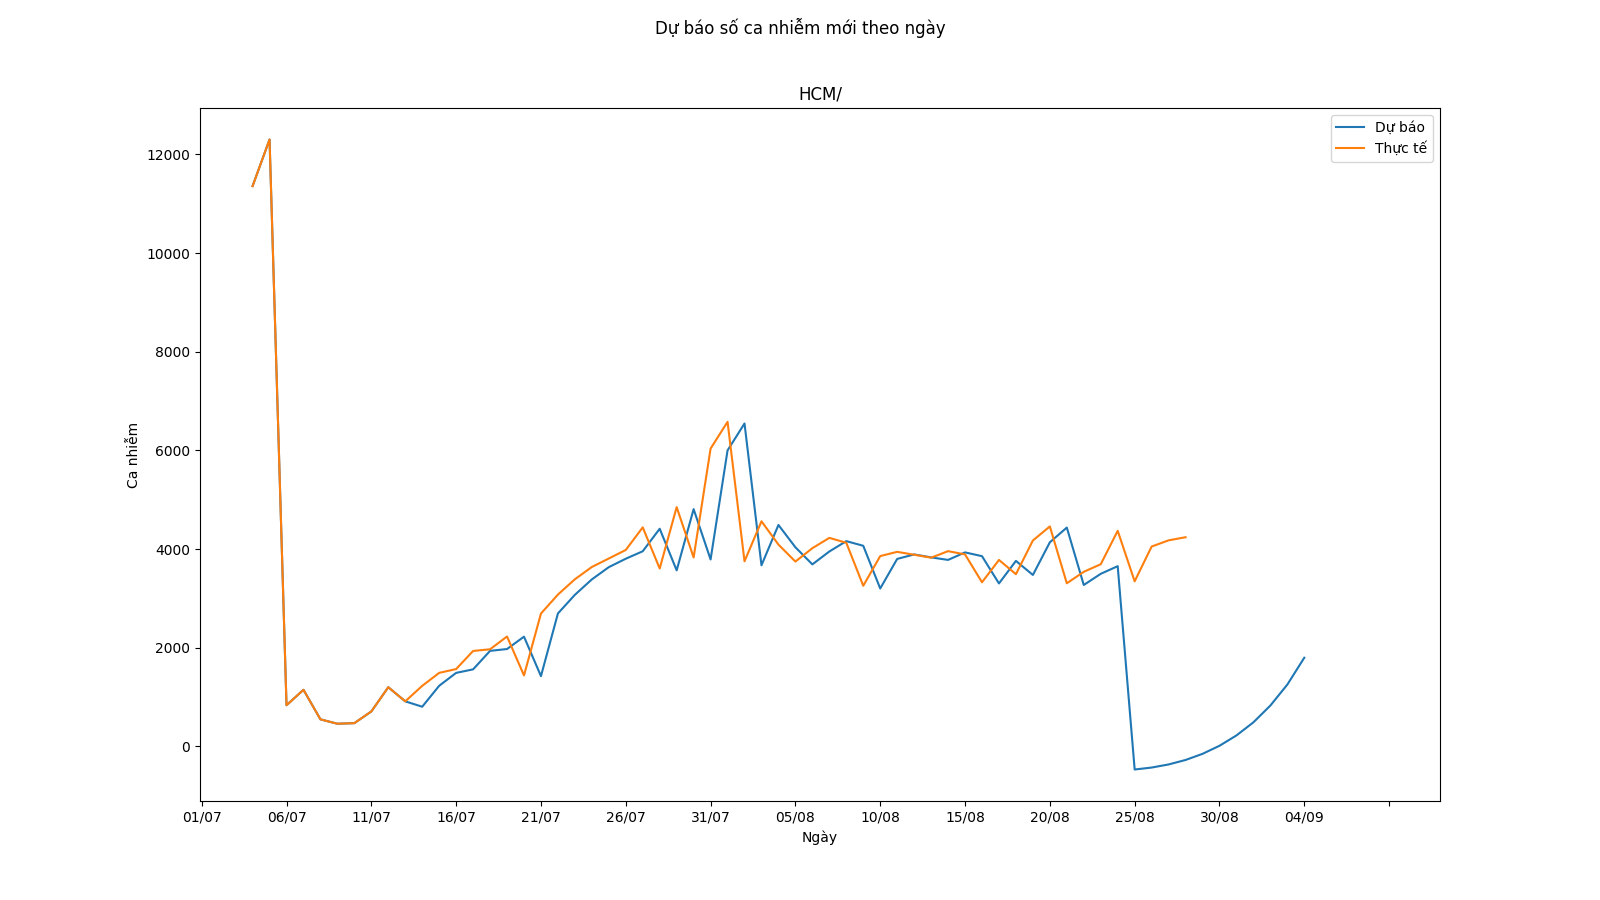 Dự báo số ca nhiễm mới theo ngày
HCM/
Dự báo
Thực tế
12000
10000
8000
6000
4000
2000
0
Ca nhiễm
01/07 06/07 11/07 16/07 21/07 26/07 31/07 05/08 10/08 15/08 20/08 25/08 30/08 04/09
Ngày